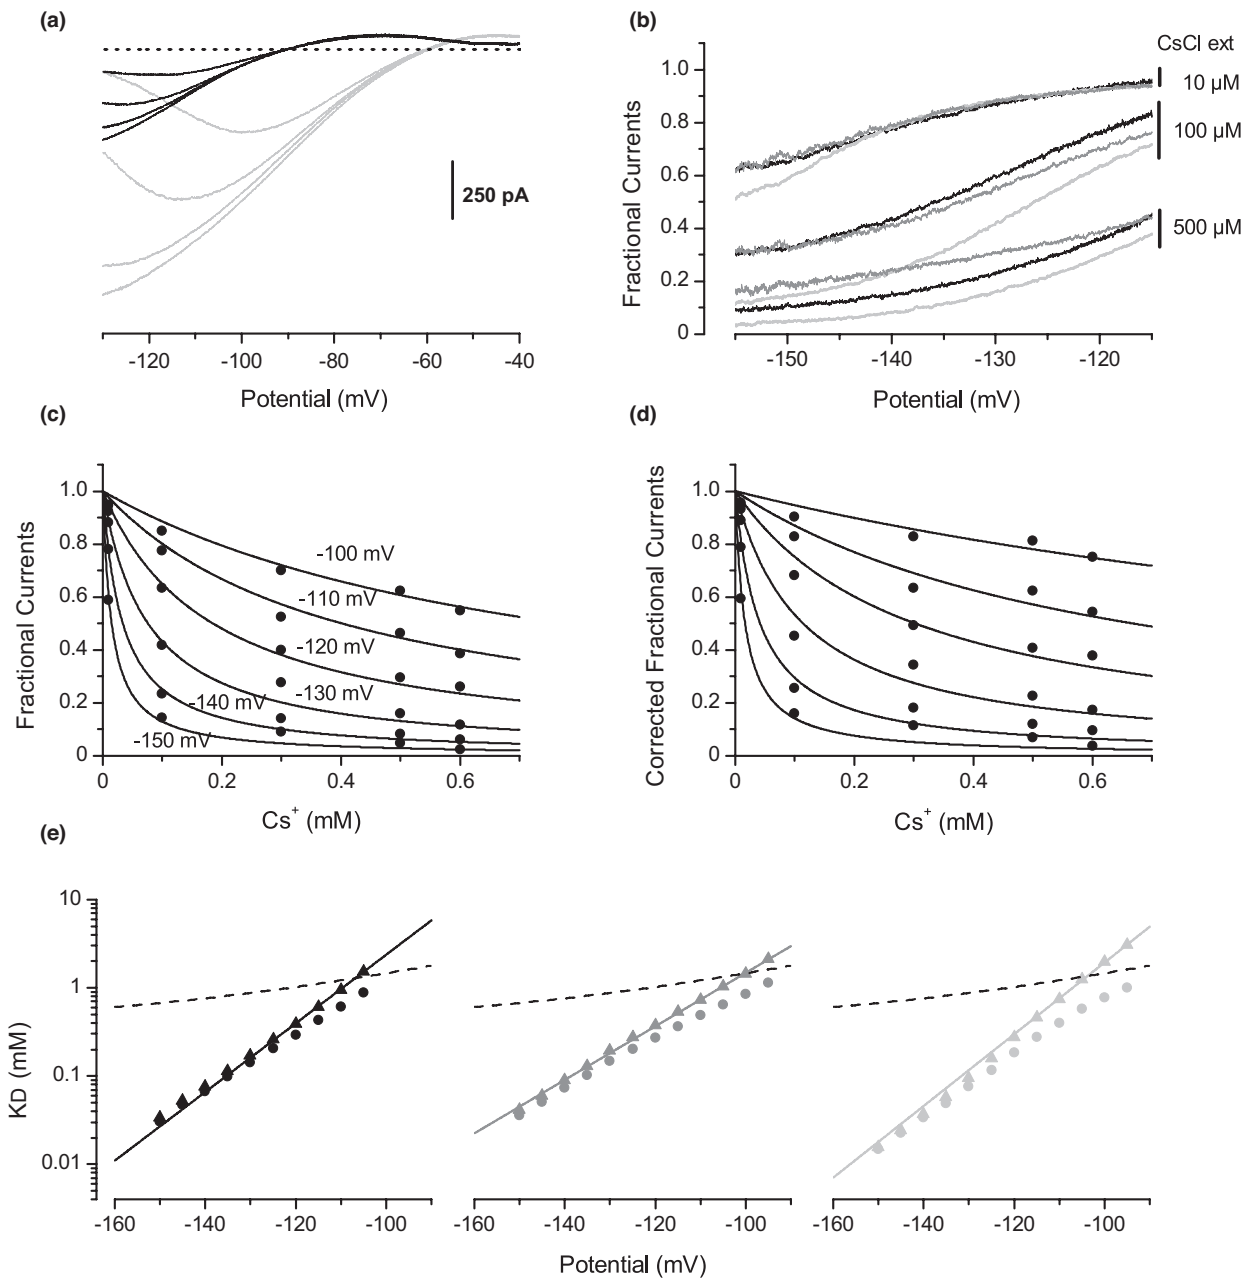 (a)
250 pA
-120
-100
-80
-60
-40
Potential (mV)
(b)
CsCl ext
1.0
0.8
0.6
0.4
0.2
0
Fractional Currents
10 µM
100 µM
500 µM
-150
-140
-130
-120
Potential (mV)
(c)
1.0
0.8
0.6
0.4
0.2
0
Fractional Currents
-100 mV
-110 mV
-120 mV
-130 mV
-140 mV
-150 mV
0
0.2
0.4
0.6
Cs+ (mM)
(d)
1.0
0.8
0.6
0.4
0.2
0
Corrected Fractional Currents
0
0.2
0.4
0.6
Cs+ (mM)
(e)
10
1
0.1
0.01
KD (mM)
-160
-140
-120
-100
-160
-140
-120
-100
-160
-140
-120
-100
Potential (mV)